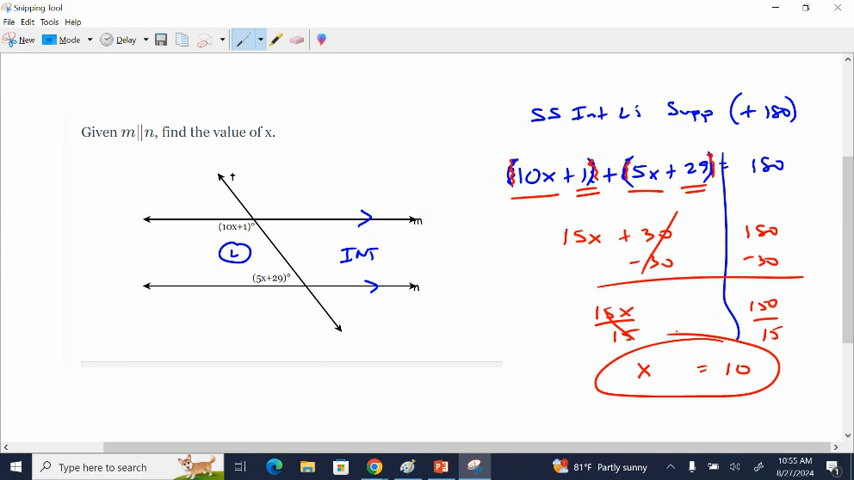 Snipping Tool
File Edit Tools Help
New Mode Delay
Given m||n, find the value of x.
t
m
(10x+1)°
L INT
(5x+29)°
n
SS Int L's Supp (+ 180)
(10x + 1) + (5x + 29) = 180
15x + 30 180
-30 -30
15x 150
15 15
x = 10
Type here to search
81°F Partly sunny
10:55 AM
8/27/2024
1